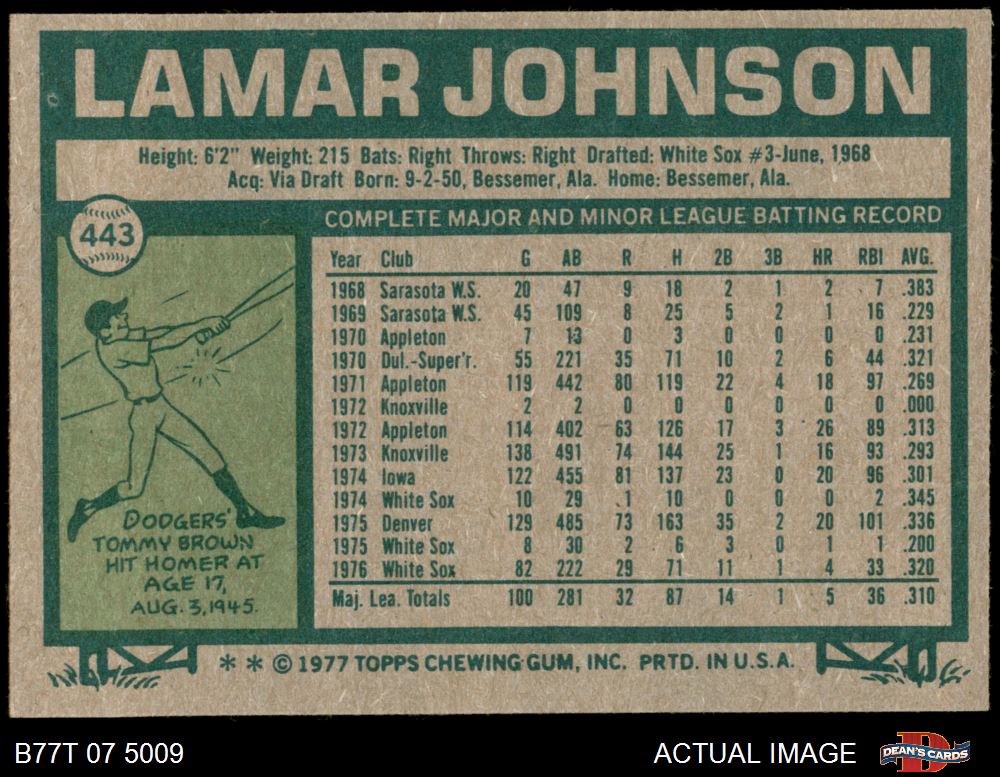 LAMAR JOHNSON
Height: 6'2" Weight: 215 Bats: Right Throws: Right Drafted: White Sox #3-June, 1968
Acq: Via Draft Born: 9-2-50, Bessemer, Ala. Home: Bessemer, Ala.
443
COMPLETE MAJOR AND MINOR LEAGUE BATTING RECORD
Year Club G AB R H 2B 3B HR RBI AVG.
1968 Sarasota W.S. 20 47 9 18 2 1 2 7 .383
1969 Sarasota W.S. 45 109 8 25 5 2 1 16 .229
1970 Appleton 7 13 0 3 0 0 0 0 .231
1970 Dul.-Super'r. 55 221 35 71 10 2 6 44 .321
1971 Appleton 119 442 80 119 22 4 18 97 .269
1972 Knoxville 2 2 0 0 0 0 0 0 .000
1972 Appleton 114 402 63 126 17 3 26 89 .313
1973 Knoxville 138 491 74 144 25 1 16 93 .293
1974 Iowa 122 455 81 137 23 0 20 96 .301
1974 White Sox 10 29 1 10 0 0 0 2 .345
1975 Denver 129 485 73 163 35 2 20 101 .336
1975 White Sox 8 30 2 6 3 0 1 1 .200
1976 White Sox 82 222 29 71 11 1 4 33 .320
Maj. Lea. Totals 100 281 32 87 14 1 5 36 .310
DODGERS'
TOMMY BROWN
HIT HOMER AT
AGE 17,
AUG. 3, 1945.
* * © 1977 TOPPS CHEWING GUM, INC. PRTD. IN U.S.A.
B77T 07 5009
ACTUAL IMAGE
D
DEAN'S CARDS